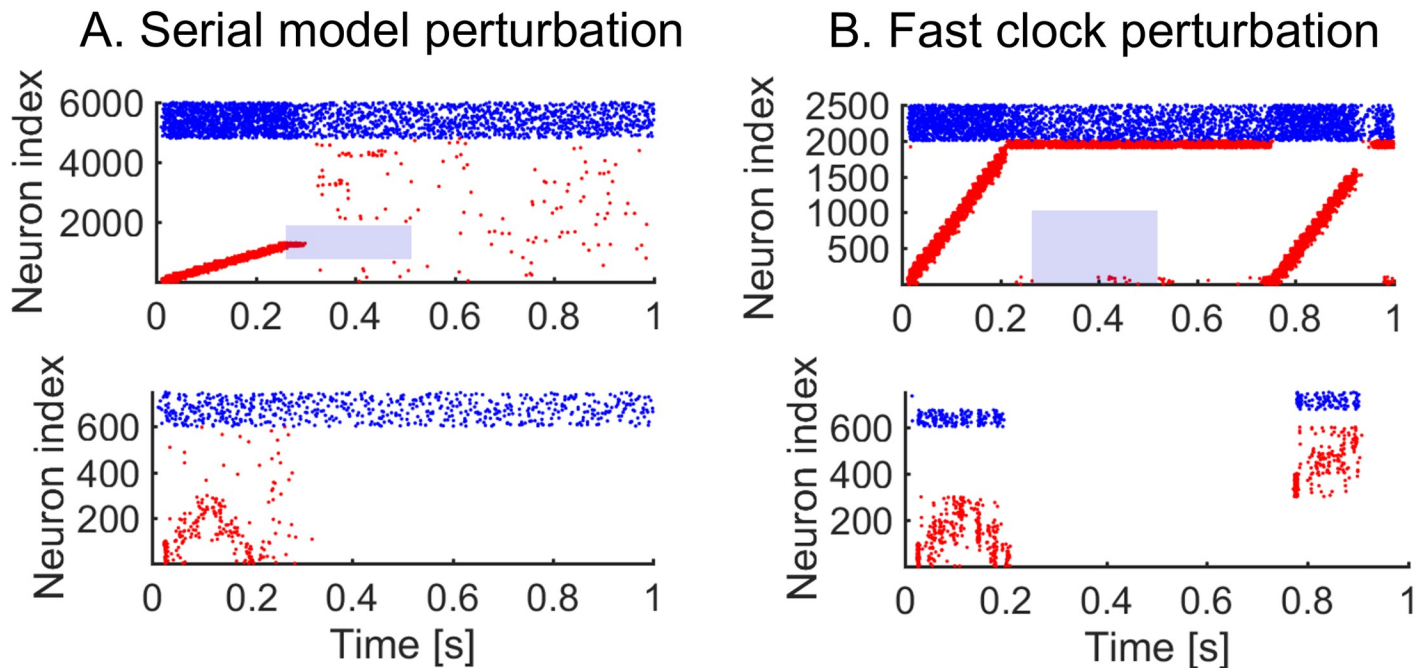 A. Serial model perturbation
B. Fast clock perturbation
Neuron index
6000
4000
2000
0 0.2 0.4 0.6 0.8 1
Neuron index
2500
2000
1500
1000
500
0 0.2 0.4 0.6 0.8 1
Neuron index
600
400
200
0 0.2 0.4 0.6 0.8 1
Time [s]
Neuron index
600
400
200
0 0.2 0.4 0.6 0.8 1
Time [s]